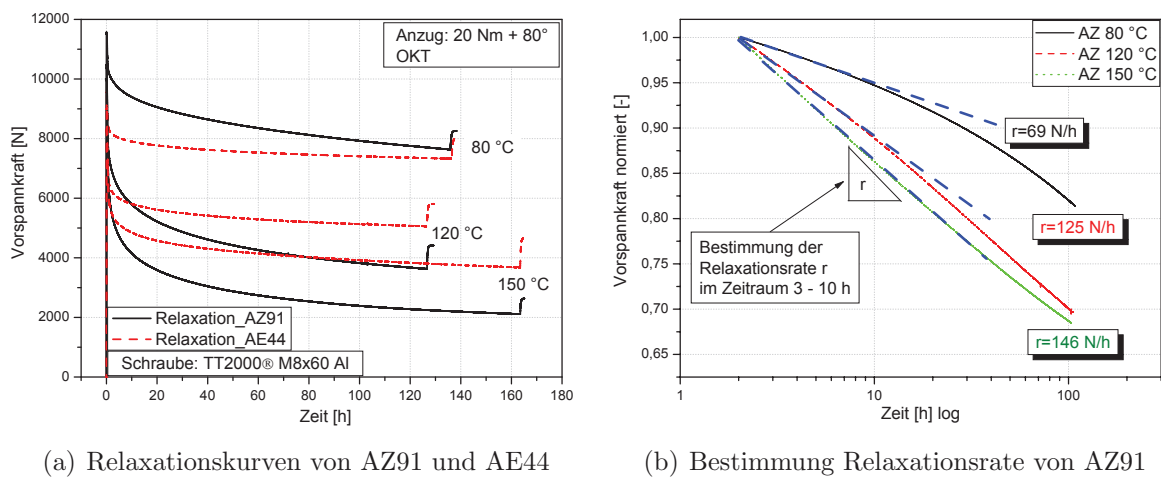 12000
10000
8000
6000
4000
2000
0
Vorspannkraft [N]
Anzug: 20 Nm + 80°
OKT
80 °C
120 °C
150 °C
Relaxation_AZ91
Relaxation_AE44
Schraube: TT2000® M8x60 Al
0 20 40 60 80 100 120 140 160 180
Zeit [h]
(a) Relaxationskurven von AZ91 und AE44
1,00
0,95
0,90
0,85
0,80
0,75
0,70
0,65
Vorspannkraft normiert [-]
AZ 80 °C
AZ 120 °C
AZ 150 °C
r=69 N/h
r
r=125 N/h
Bestimmung der
Relaxationsrate r
im Zeitraum 3 - 10 h
r=146 N/h
1 10 100
Zeit [h] log
(b) Bestimmung Relaxationsrate von AZ91